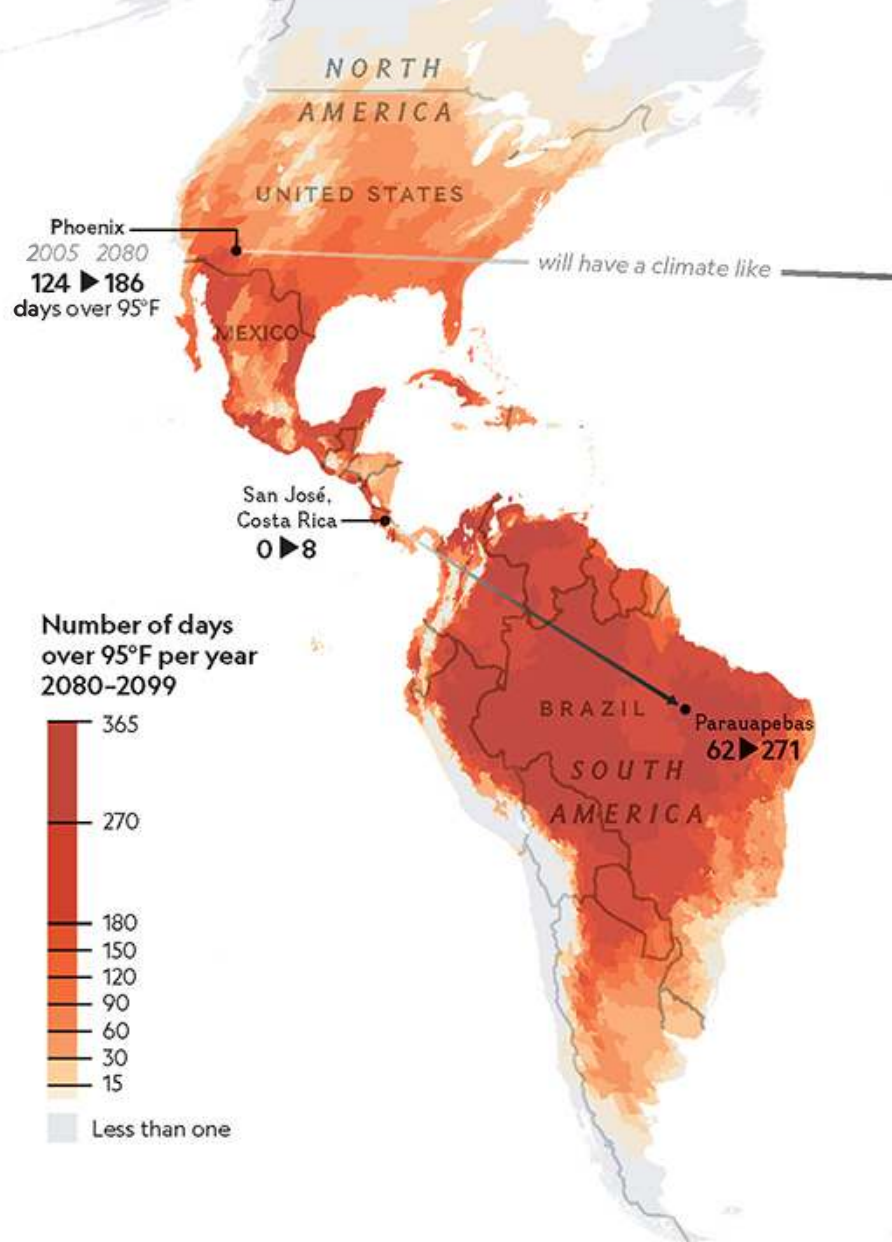 NORTH
AMERICA
UNITED STATES
Phoenix
2005 2080
124 ▶ 186
days over 95°F
will have a climate like
MEXICO
San José,
Costa Rica
0 ▶ 8
Number of days
over 95°F per year
2080–2099
365
270
180
150
120
90
60
30
15
Less than one
BRAZIL
Parauapebas
62 ▶ 271
SOUTH
AMERICA